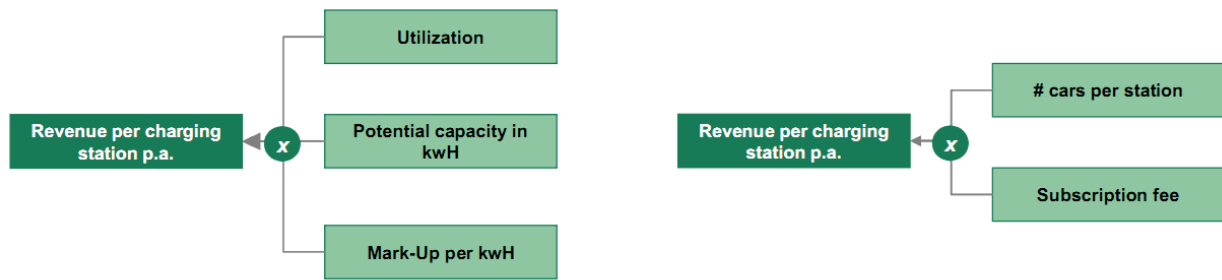 Utilization
Revenue per charging
station p.a.
x
Potential capacity in
kwH
Mark-Up per kwH
# cars per station
Revenue per charging
station p.a.
x
Subscription fee